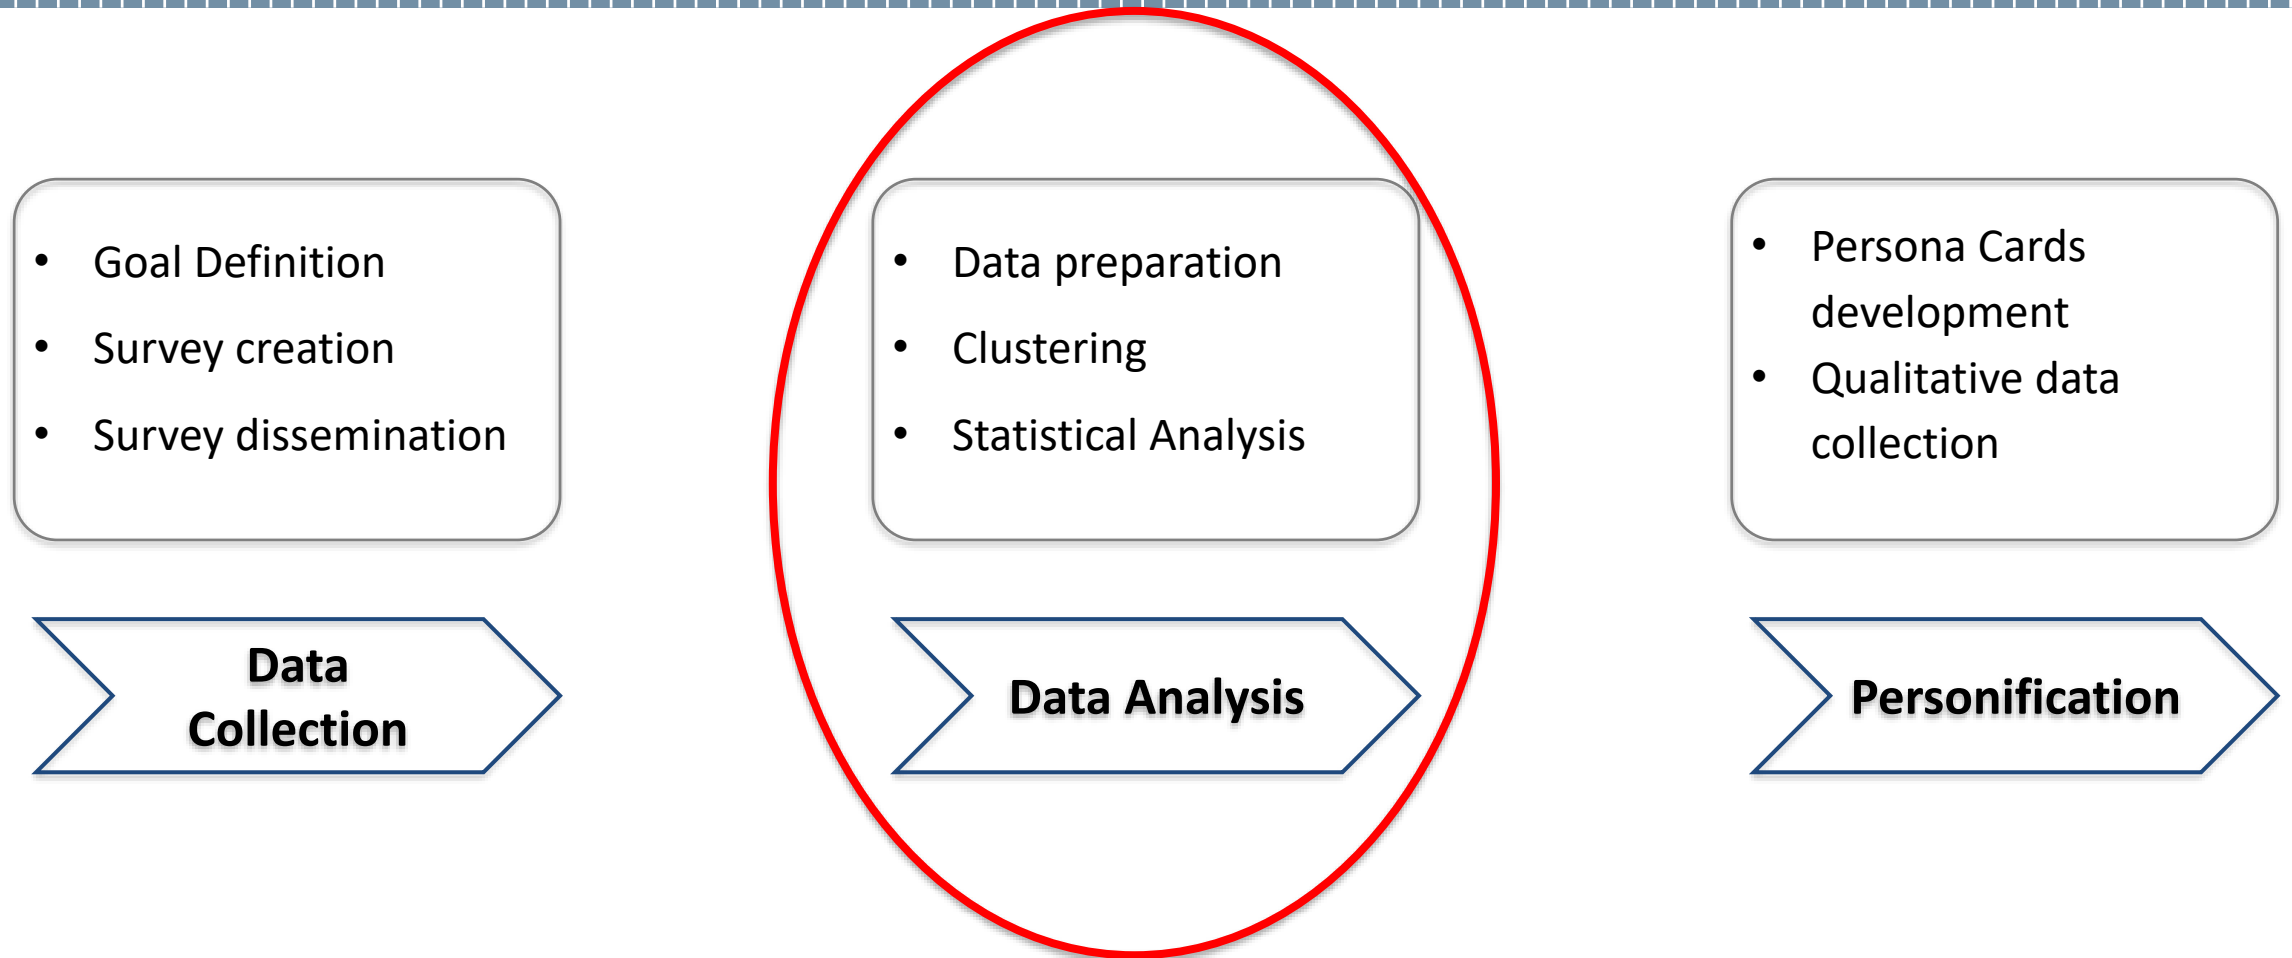 • Goal Definition
• Survey creation
• Survey dissemination
Data
Collection
• Data preparation
• Clustering
• Statistical Analysis
Data Analysis
• Persona Cards
development
• Qualitative data
collection
Personification